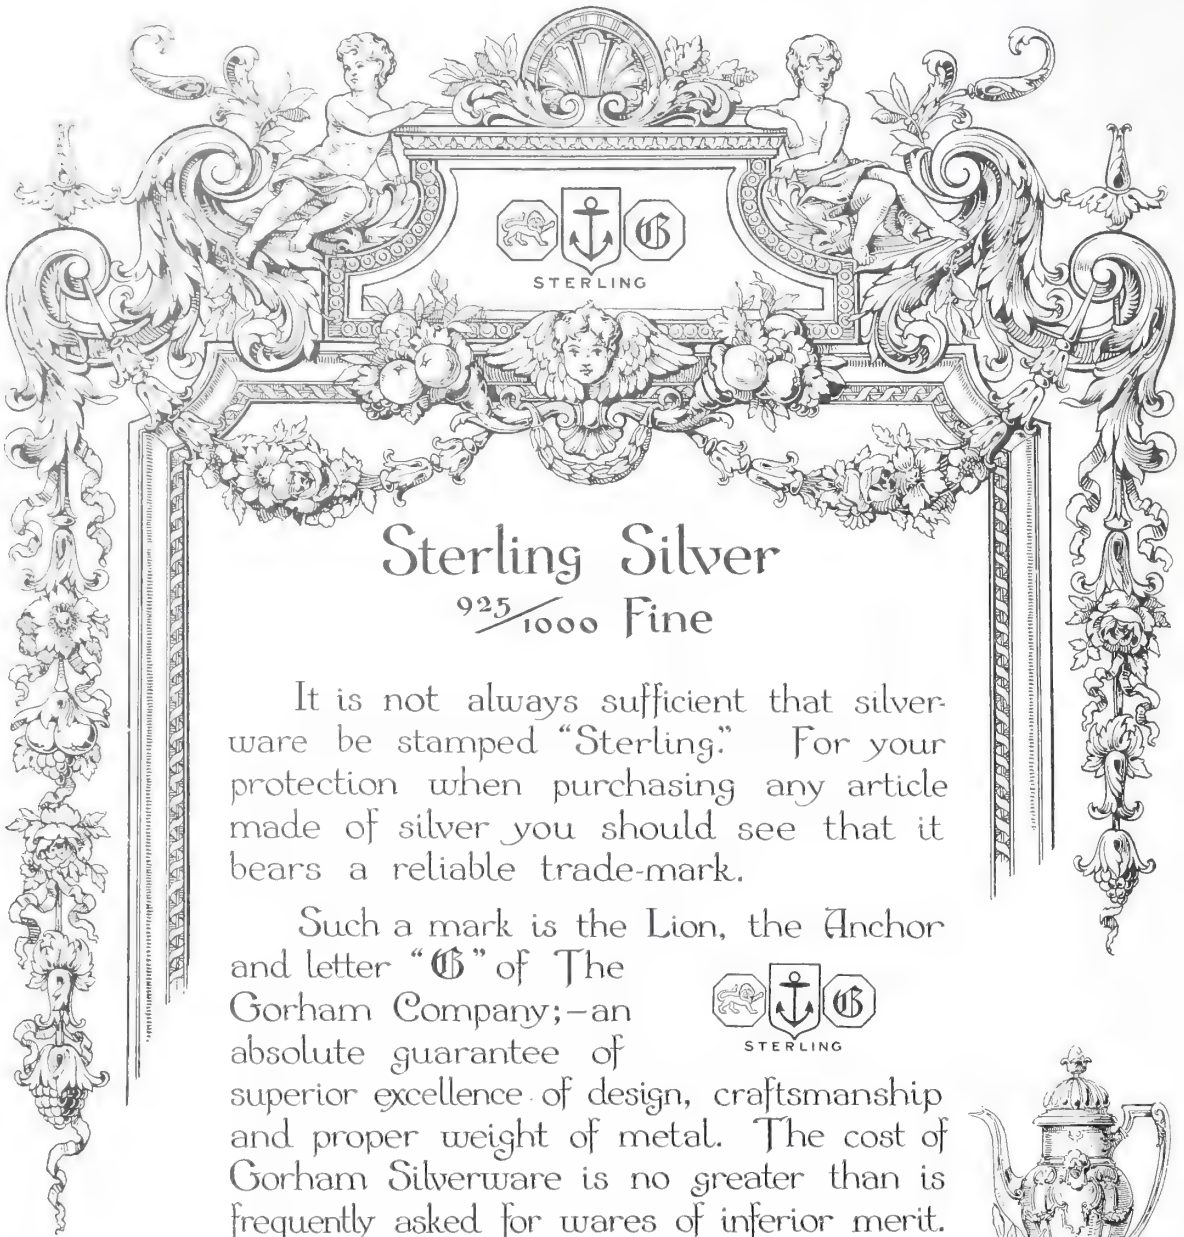 G
STERLING
Sterling Silver
925/1000 Fine
It is not always sufficient that silver-
ware be stamped “Sterling.” For your
protection when purchasing any article
made of silver you should see that it
bears a reliable trade-mark.
Such a mark is the Lion, the Anchor
and letter “G” of The
Gorham Company;–an
absolute guarantee of
G
STERLING
superior excellence of design, craftsmanship
and proper weight of metal. The cost of
Gorham Silverware is no greater than is
frequently asked for wares of inferior merit.